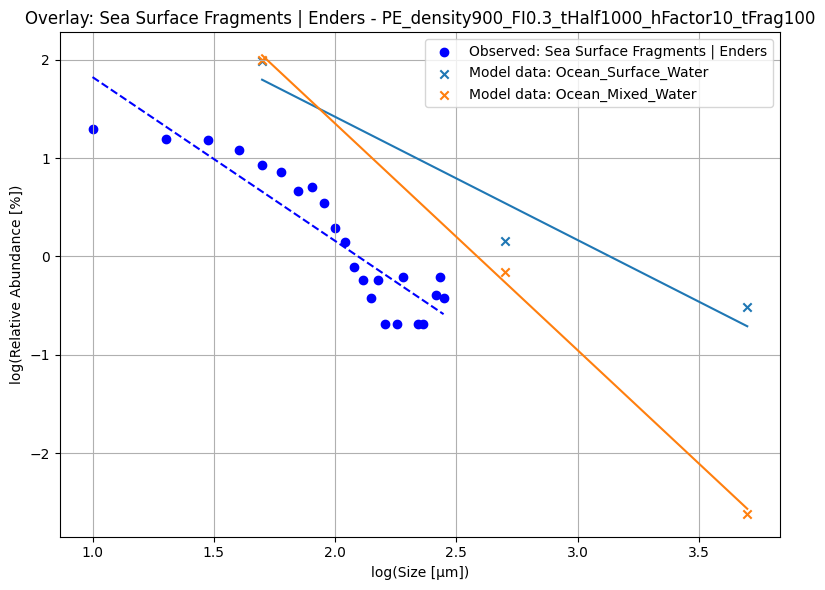 Overlay: Sea Surface Fragments | Enders - PE_density900_FI0.3_tHalf1000_hFactor10_tFrag100
Observed: Sea Surface Fragments | Enders
Model data: Ocean_Surface_Water
Model data: Ocean_Mixed_Water
log(Relative Abundance [%])
2
1
0
−1
−2
1.0 1.5 2.0 2.5 3.0 3.5
log(Size [µm])